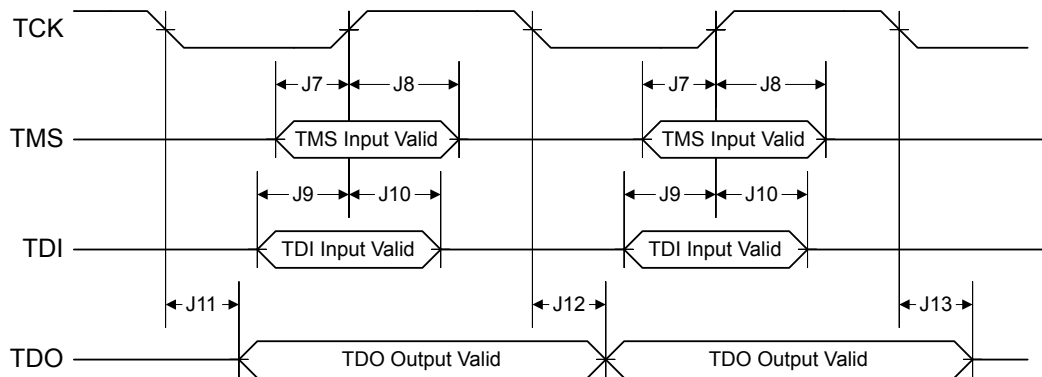 TCK
J7 J8 J7 J8
TMS TMS Input Valid TMS Input Valid
J9 J10 J9 J10
TDI TDI Input Valid TDI Input Valid
J11 J12 J13
TDO TDO Output Valid TDO Output Valid